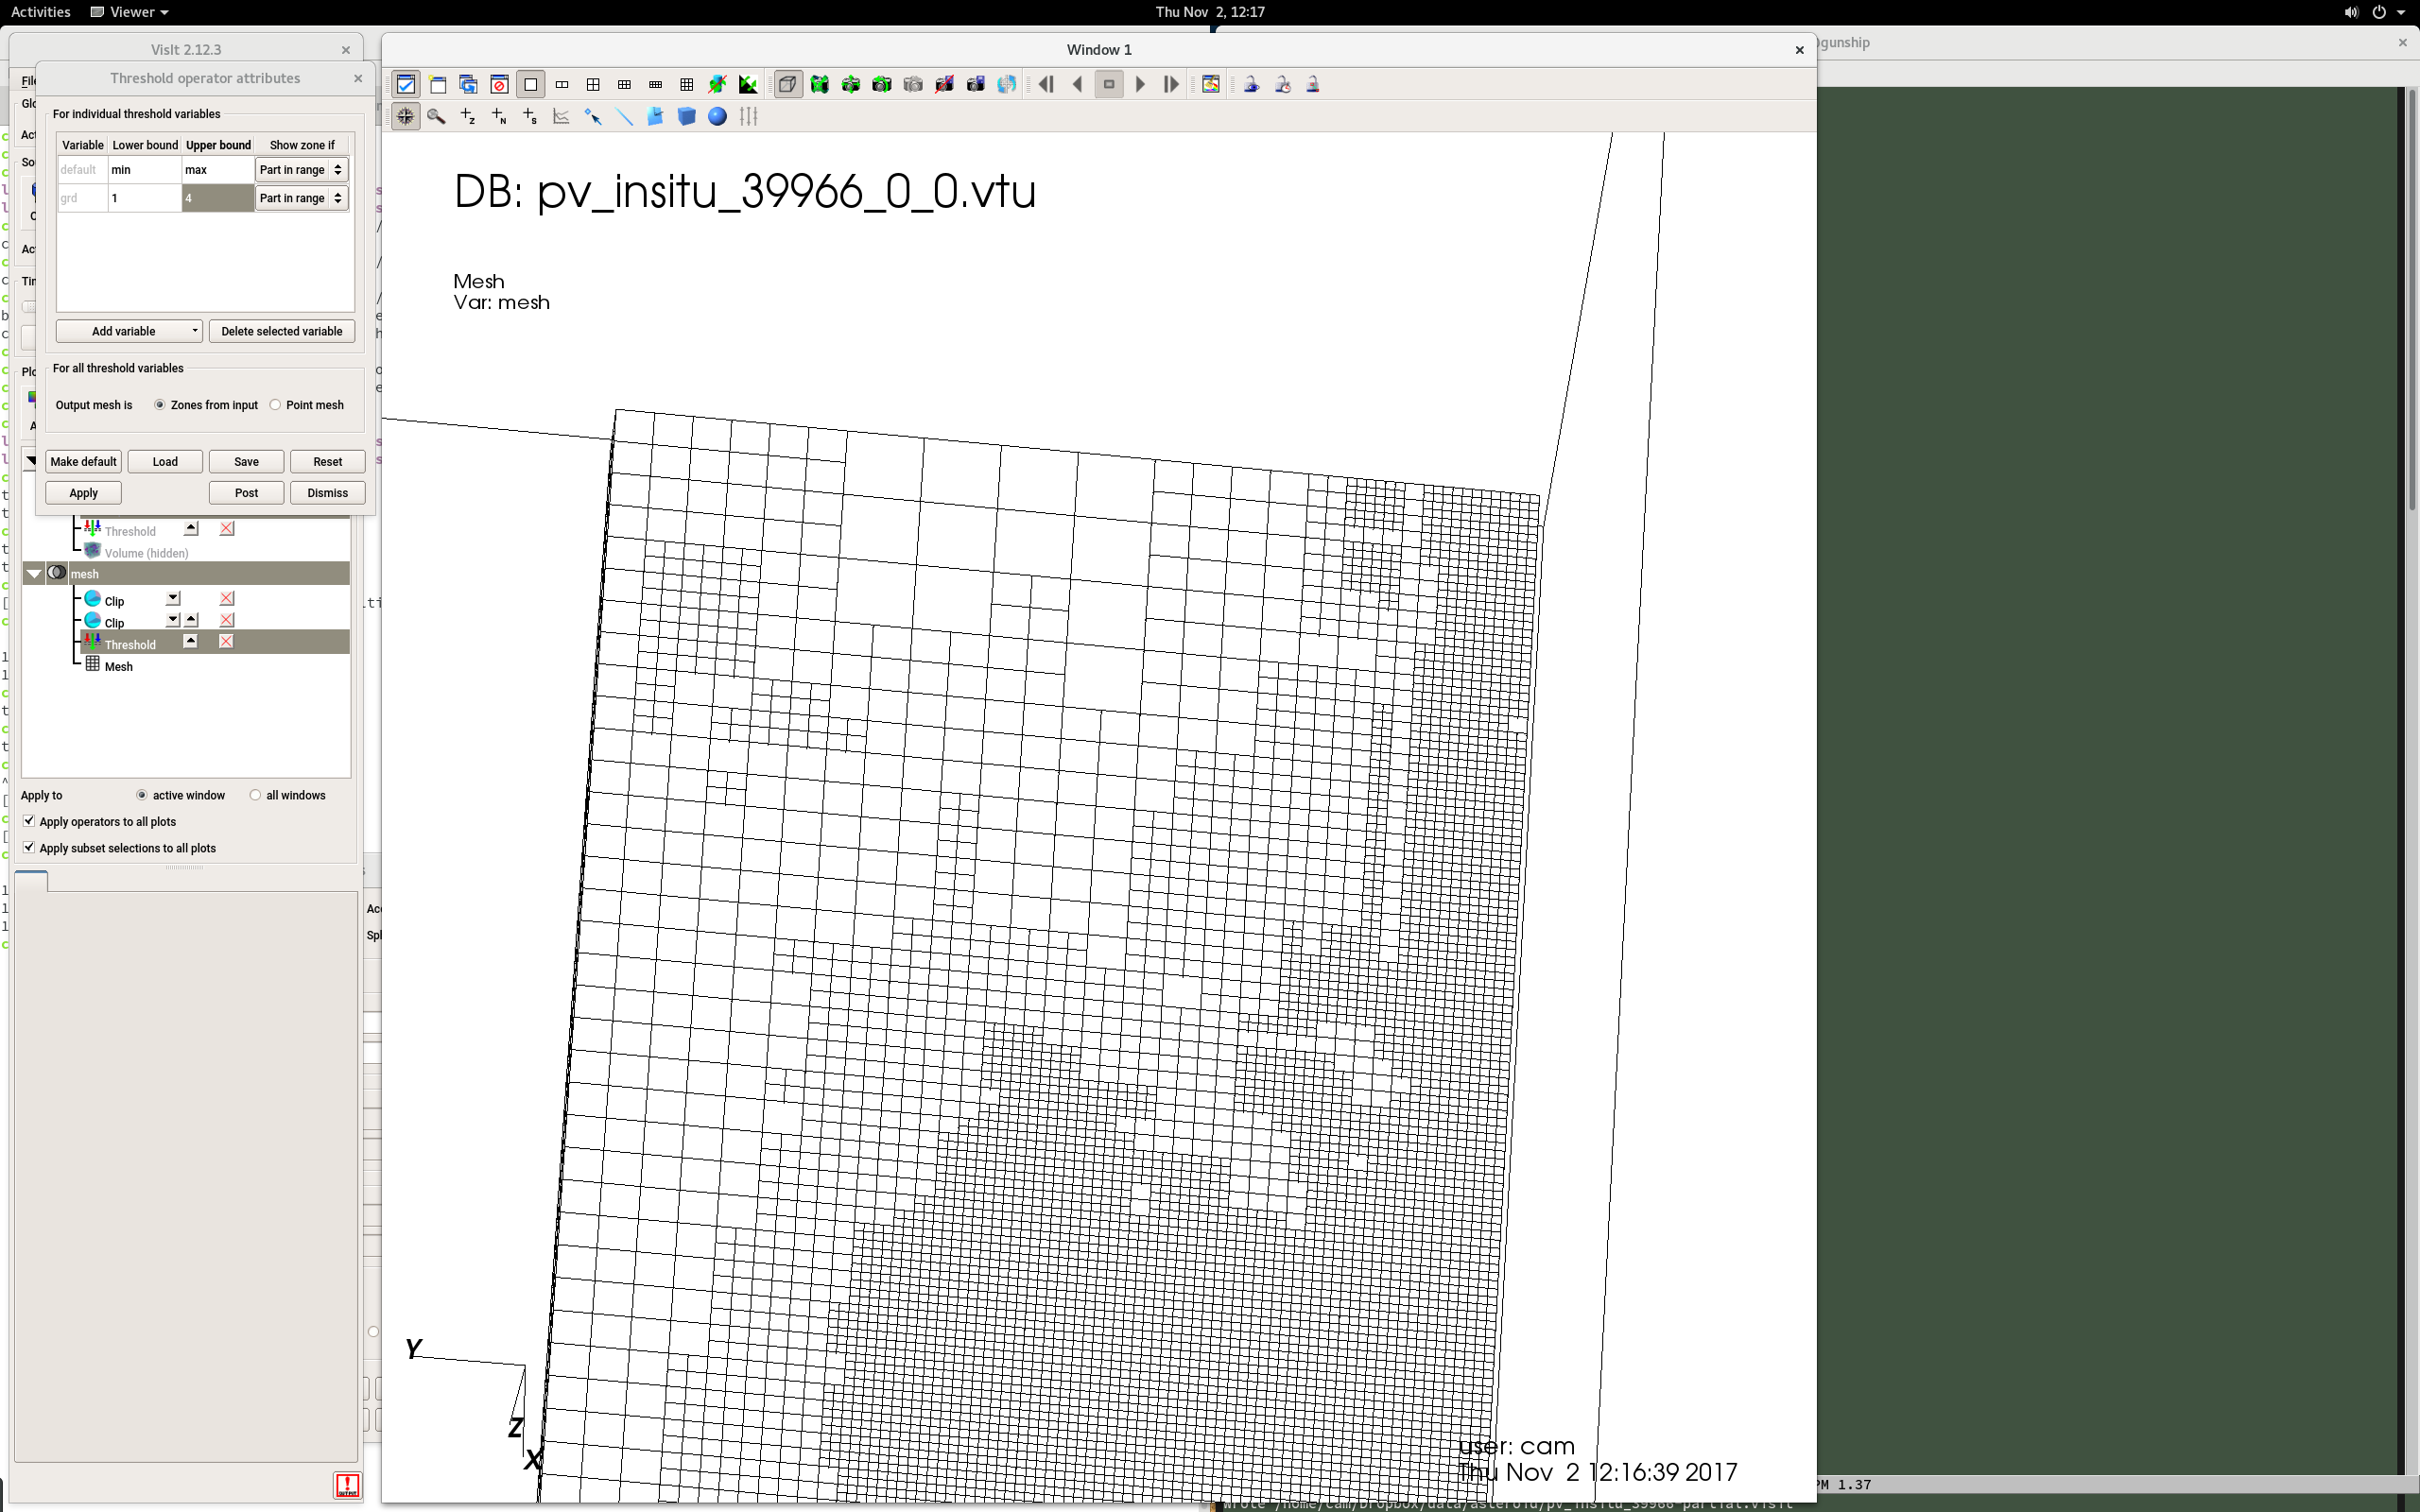 Activities
Viewer
Thu Nov 2, 12:17
VisIt 2.12.3
Window 1
gunship
Threshold operator attributes
For individual threshold variables
Variable Lower bound Upper bound Show zone if
default min max Part in range
grd 1 4 Part in range
Add variable
Delete selected variable
For all threshold variables
Output mesh is Zones from input Point mesh
Make default Load Save Reset
Apply Post Dismiss
Threshold
Volume (hidden)
mesh
Clip
Clip
Threshold
Mesh
Apply to active window all windows
Apply operators to all plots
Apply subset selections to all plots
DB: pv_insitu_39966_0_0.vtu
Mesh
Var: mesh
Y
Z
X
user: cam
Thu Nov 2 12:16:39 2017
PM 1.37